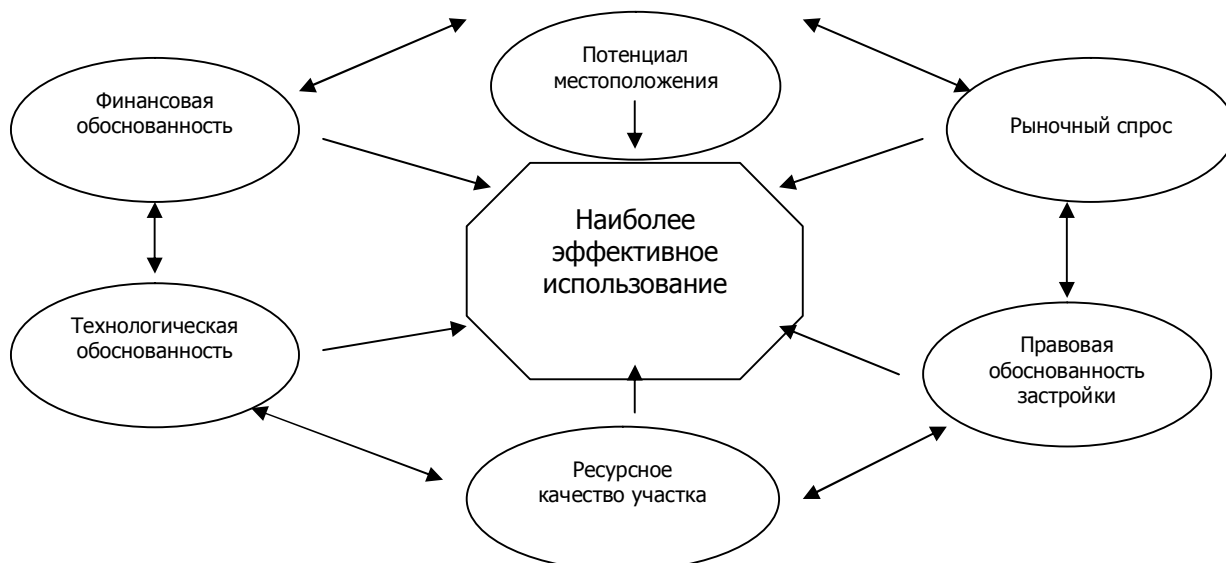 Потенциал
местоположения
Финансовая
обоснованность
Рыночный спрос
Наиболее
эффективное
использование
Технологическая
обоснованность
Правовая
обоснованность
застройки
Ресурсное
качество участка